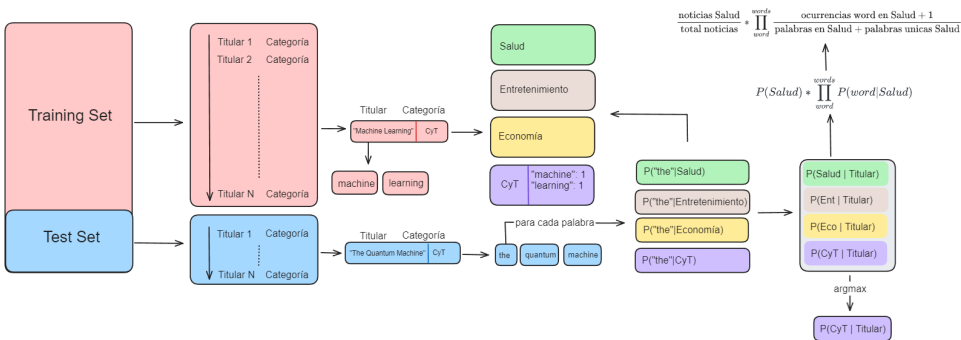 Training Set
Test Set
Titular 1 Categoría
Titular 2 Categoría
Titular N Categoría
Titular 1 Categoría
Titular N Categoría
Titular Categoría
"Machine Learning" CyT
machine learning
Titular Categoría
"The Quantum Machine" CyT
Salud
Entretenimiento
Economía
CyT
"machine": 1
"learning": 1
para cada palabra
the quantum machine
P("the"|Salud)
P("the"|Entretenimiento)
P("the"|Economía)
P("the"|CyT)
noticias Salud / total noticias * ∏ words word ocurrencias word en Salud + 1 / palabras en Salud + palabras unicas Salud
P(Salud) * ∏ words word P(word|Salud)
P(Salud | Titular)
P(Ent | Titular)
P(Eco | Titular)
P(CyT | Titular)
argmax
P(CyT | Titular)